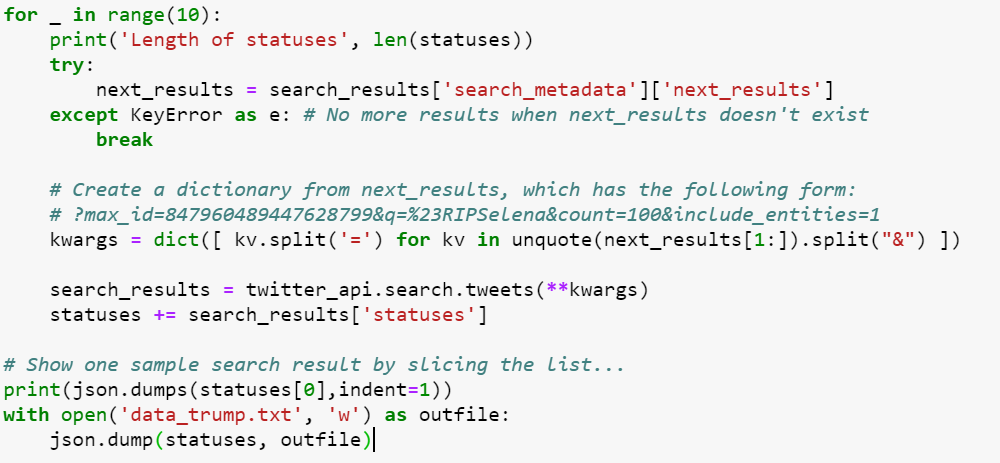 for _ in range(10):
    print('Length of statuses', len(statuses))
    try:
        next_results = search_results['search_metadata']['next_results']
    except KeyError as e: # No more results when next_results doesn't exist
        break
    # Create a dictionary from next_results, which has the following form:
    # ?max_id=847960489447628799&q=%23RIPSelena&count=100&include_entities=1
    kwargs = dict([ kv.split('=') for kv in unquote(next_results[1:]).split("&") ])
    search_results = twitter_api.search.tweets(**kwargs)
    statuses += search_results['statuses']
# Show one sample search result by slicing the list...
print(json.dumps(statuses[0],indent=1))
with open('data_trump.txt', 'w') as outfile:
    json.dump(statuses, outfile)